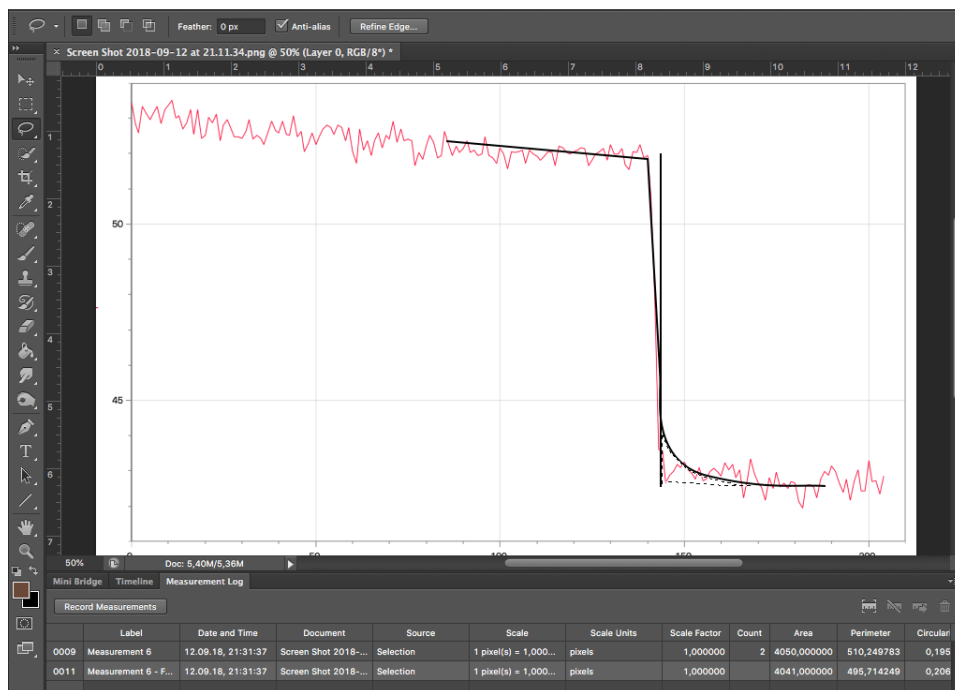 Feather: 0 px Anti-alias Refine Edge...
× Screen Shot 2018-09-12 at 21.11.34.png @ 50% (Layer 0, RGB/8*) *
0 1 2 3 4 5 6 7 8 9 10 11 12
1
2
50
3
4
45
5
6
7
0 50 100 150 200
50% Doc: 5,40M/5,36M
Mini Bridge Timeline Measurement Log
Record Measurements
Label Date and Time Document Source Scale Scale Units Scale Factor Count Area Perimeter Circulari
0009 Measurement 6 12.09.18, 21:31:37 Screen Shot 2018-... Selection 1 pixel(s) = 1,000... pixels 1,000000 2 4050,000000 510,249783 0,195
0011 Measurement 6 - F... 12.09.18, 21:31:37 Screen Shot 2018-... Selection 1 pixel(s) = 1,000... pixels 1,000000 4041,000000 495,714249 0,206